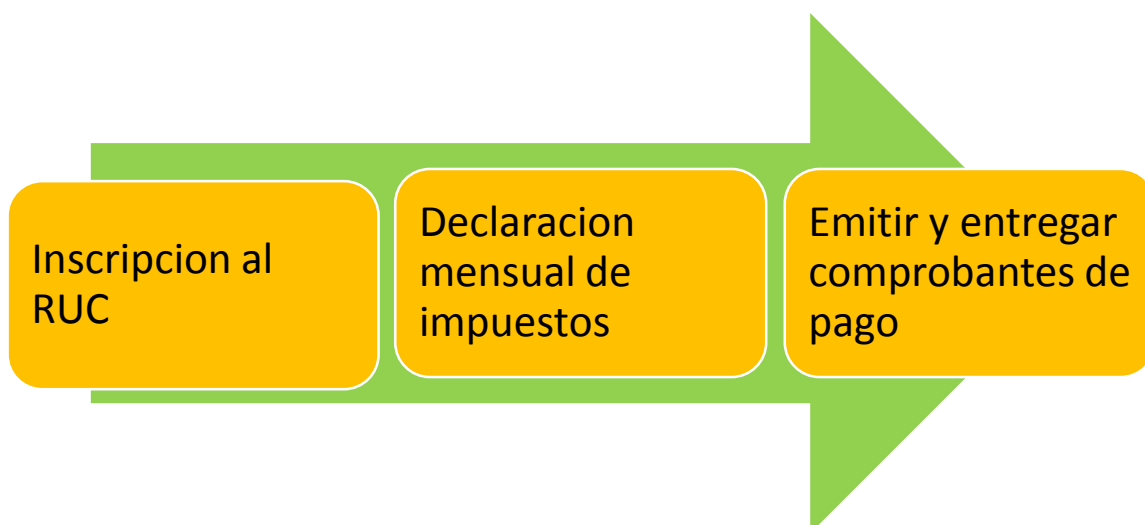 Inscripcion al
RUC
Declaracion
mensual de
impuestos
Emitir y entregar
comprobantes de
pago